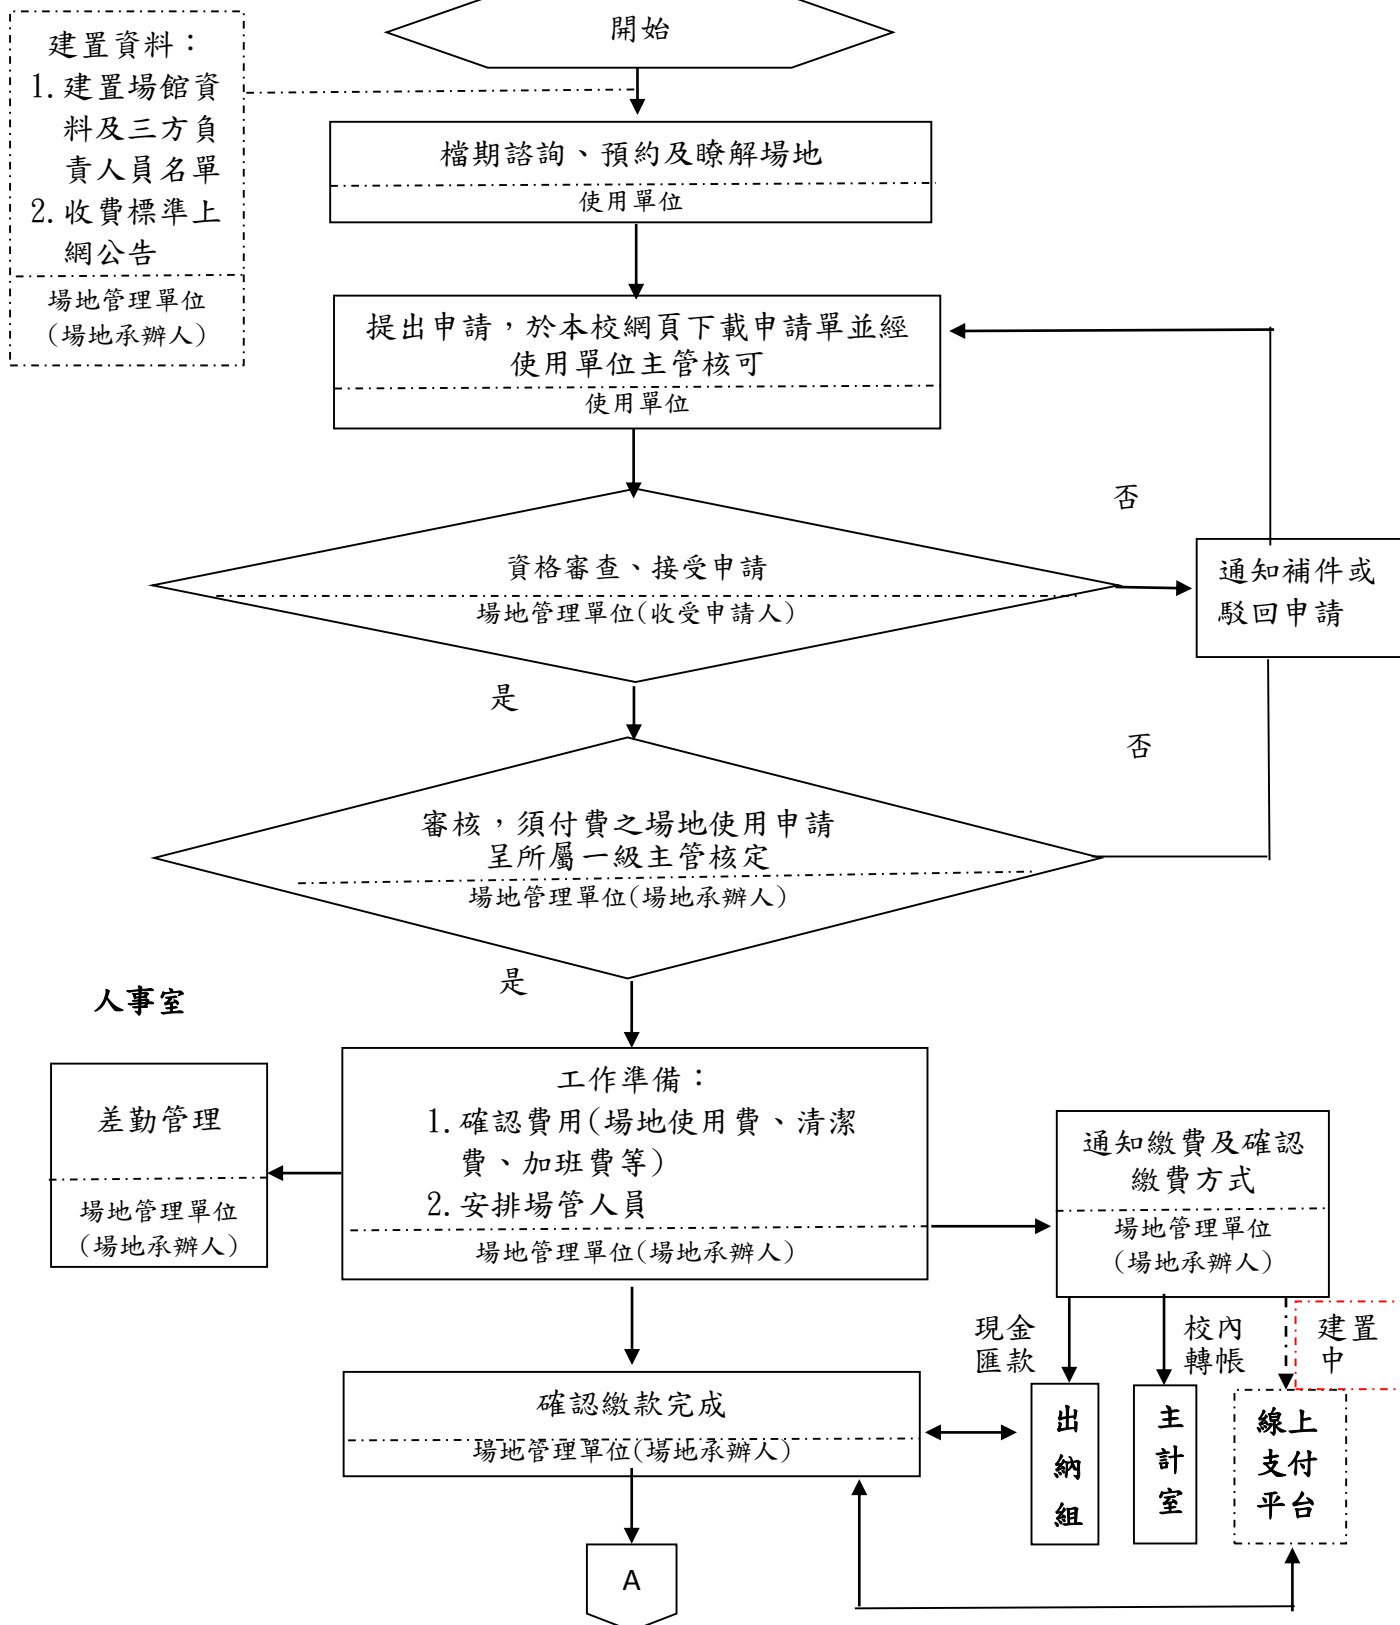 開始
建置資料：
1.建置場館資
料及三方負
責人員名單
2.收費標準上
網公告
場地管理單位
(場地承辦人)
檔期諮詢、預約及瞭解場地
使用單位
提出申請，於本校網頁下載申請單並經
使用單位主管核可
使用單位
否
資格審查、接受申請
場地管理單位(收受申請人)
通知補件或
駁回申請
是
否
審核，須付費之場地使用申請
呈所屬一級主管核定
場地管理單位(場地承辦人)
是
人事室
差勤管理
場地管理單位
(場地承辦人)
工作準備：
1.確認費用(場地使用費、清潔
費、加班費等)
2.安排場管人員
場地管理單位(場地承辦人)
通知繳費及確認
繳費方式
場地管理單位
(場地承辦人)
現金
匯款
校內
轉帳
建置
中
確認繳款完成
場地管理單位(場地承辦人)
出
納
組
主
計
室
線上
支付
平台
A